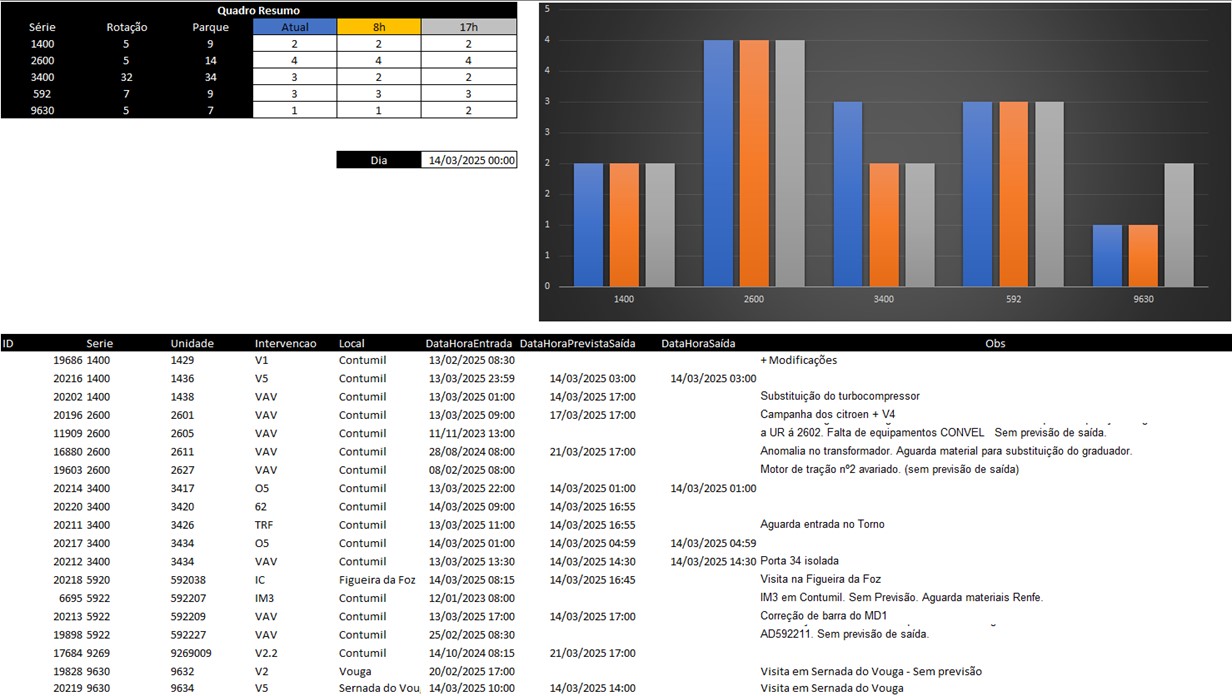 Quadro Resumo
Série Rotação Parque Atual 8h 17h
1400 5 9 2 2 2
2600 5 14 4 4 4
3400 32 34 3 2 2
592 7 9 3 3 3
9630 5 7 1 1 2
Dia 14/03/2025 00:00
5
4
4
3
3
2
2
1
1
0
1400 2600 3400 592 9630
ID Serie Unidade Intervencao Local DataHoraEntrada DataHoraPrevistaSaída DataHoraSaída Obs
19686 1400 1429 V1 Contumil 13/02/2025 08:30 + Modificações
20216 1400 1436 V5 Contumil 13/03/2025 23:59 14/03/2025 03:00 14/03/2025 03:00
20202 1400 1438 VAV Contumil 13/03/2025 01:00 14/03/2025 17:00 Substituição do turbocompressor
20196 2600 2601 VAV Contumil 13/03/2025 09:00 17/03/2025 17:00 Campanha dos citroen + V4
11909 2600 2605 VAV Contumil 11/11/2023 13:00 a UR á 2602. Falta de equipamentos CONVEL Sem previsão de saída.
16880 2600 2611 VAV Contumil 28/08/2024 08:00 21/03/2025 17:00 Anomalia no transformador. Aguarda material para substituição do graduador.
19603 2600 2627 VAV Contumil 08/02/2025 08:00 Motor de tração nº2 avariado. (sem previsão de saída)
20214 3400 3417 O5 Contumil 13/03/2025 22:00 14/03/2025 01:00 14/03/2025 01:00
20220 3400 3420 62 Contumil 14/03/2025 09:00 14/03/2025 16:55
20211 3400 3426 TRF Contumil 13/03/2025 11:00 14/03/2025 16:55 Aguarda entrada no Torno
20217 3400 3434 O5 Contumil 14/03/2025 01:00 14/03/2025 04:59 14/03/2025 04:59
20212 3400 3434 VAV Contumil 13/03/2025 13:30 14/03/2025 14:30 14/03/2025 14:30 Porta 34 isolada
20218 5920 592038 IC Figueira da Foz 14/03/2025 08:15 14/03/2025 16:45 Visita na Figueira da Foz
6695 5922 592207 IM3 Contumil 12/01/2023 08:00 IM3 em Contumil. Sem Previsão. Aguarda materiais Renfe.
20213 5922 592209 VAV Contumil 13/03/2025 17:00 14/03/2025 17:00 Correção de barra do MD1
19898 5922 592227 VAV Contumil 25/02/2025 08:30 AD592211. Sem previsão de saída.
17684 9269 9269009 V2.2 Contumil 14/10/2024 08:15 21/03/2025 17:00
19828 9630 9632 V2 Vouga 20/02/2025 17:00 Visita em Sernada do Vouga - Sem previsão
20219 9630 9634 V5 Sernada do Vou 14/03/2025 10:00 14/03/2025 14:00 Visita em Sernada do Vouga